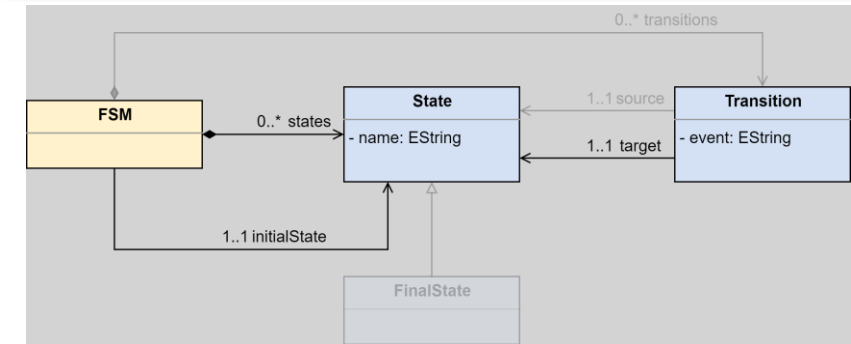 0..* transitions
FSM
State
Transition
0..* states
- name: EString
1..1 source
- event: EString
1..1 target
1..1 initialState
FinalState